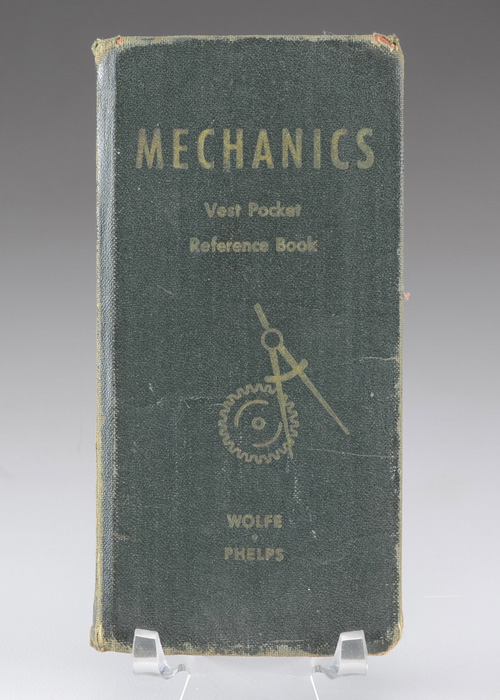 MECHANICS
Vest Pocket
Reference Book
WOLFE
PHELPS